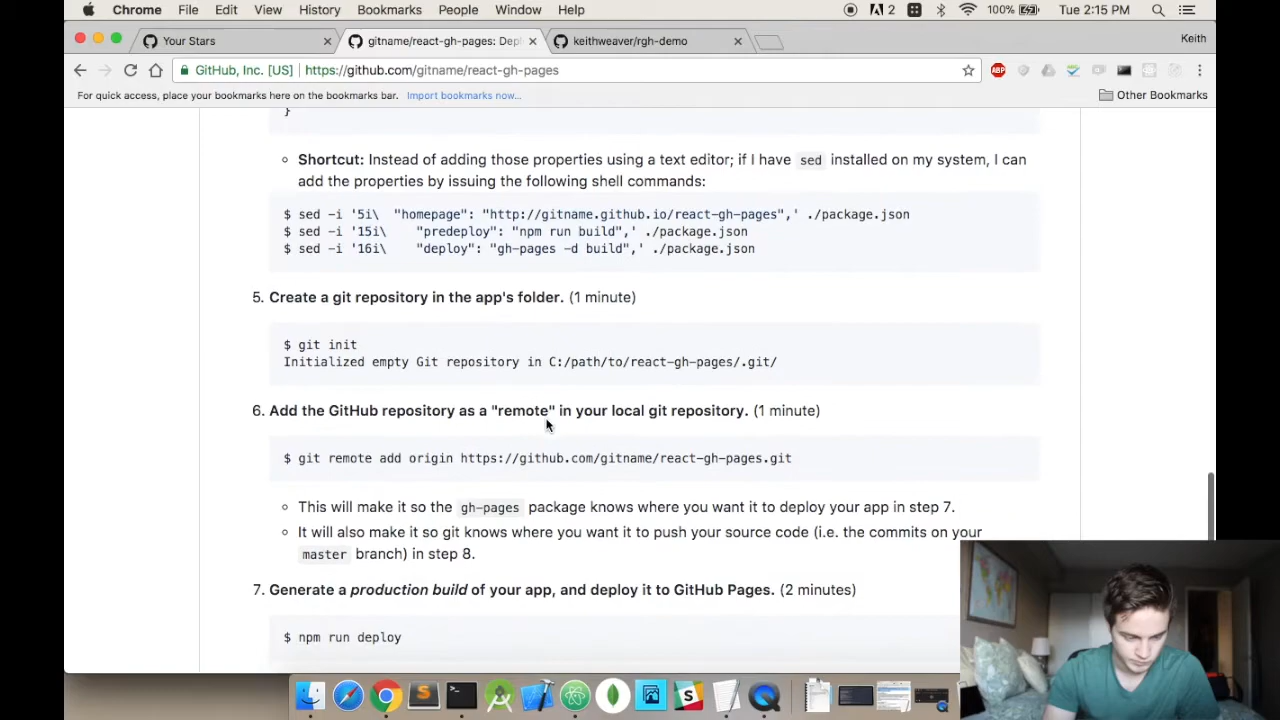 Chrome File Edit View History Bookmarks People Window Help 100% Tue 2:15 PM
Your Stars gitname/react-gh-pages: Depl keithweaver/rgh-demo Keith
GitHub, Inc. [US] https://github.com/gitname/react-gh-pages ABP
For quick access, place your bookmarks here on the bookmarks bar. Import bookmarks now... Other Bookmarks
}
Shortcut: Instead of adding those properties using a text editor; if I have sed installed on my system, I can
add the properties by issuing the following shell commands:
$ sed -i '5i\  "homepage": "http://gitname.github.io/react-gh-pages",' ./package.json
$ sed -i '15i\    "predeploy": "npm run build",' ./package.json
$ sed -i '16i\    "deploy": "gh-pages -d build",' ./package.json
5. Create a git repository in the app's folder. (1 minute)
$ git init
Initialized empty Git repository in C:/path/to/react-gh-pages/.git/
6. Add the GitHub repository as a "remote" in your local git repository. (1 minute)
$ git remote add origin https://github.com/gitname/react-gh-pages.git
This will make it so the gh-pages package knows where you want it to deploy your app in step 7.
It will also make it so git knows where you want it to push your source code (i.e. the commits on your
master branch) in step 8.
7. Generate a production build of your app, and deploy it to GitHub Pages. (2 minutes)
$ npm run deploy